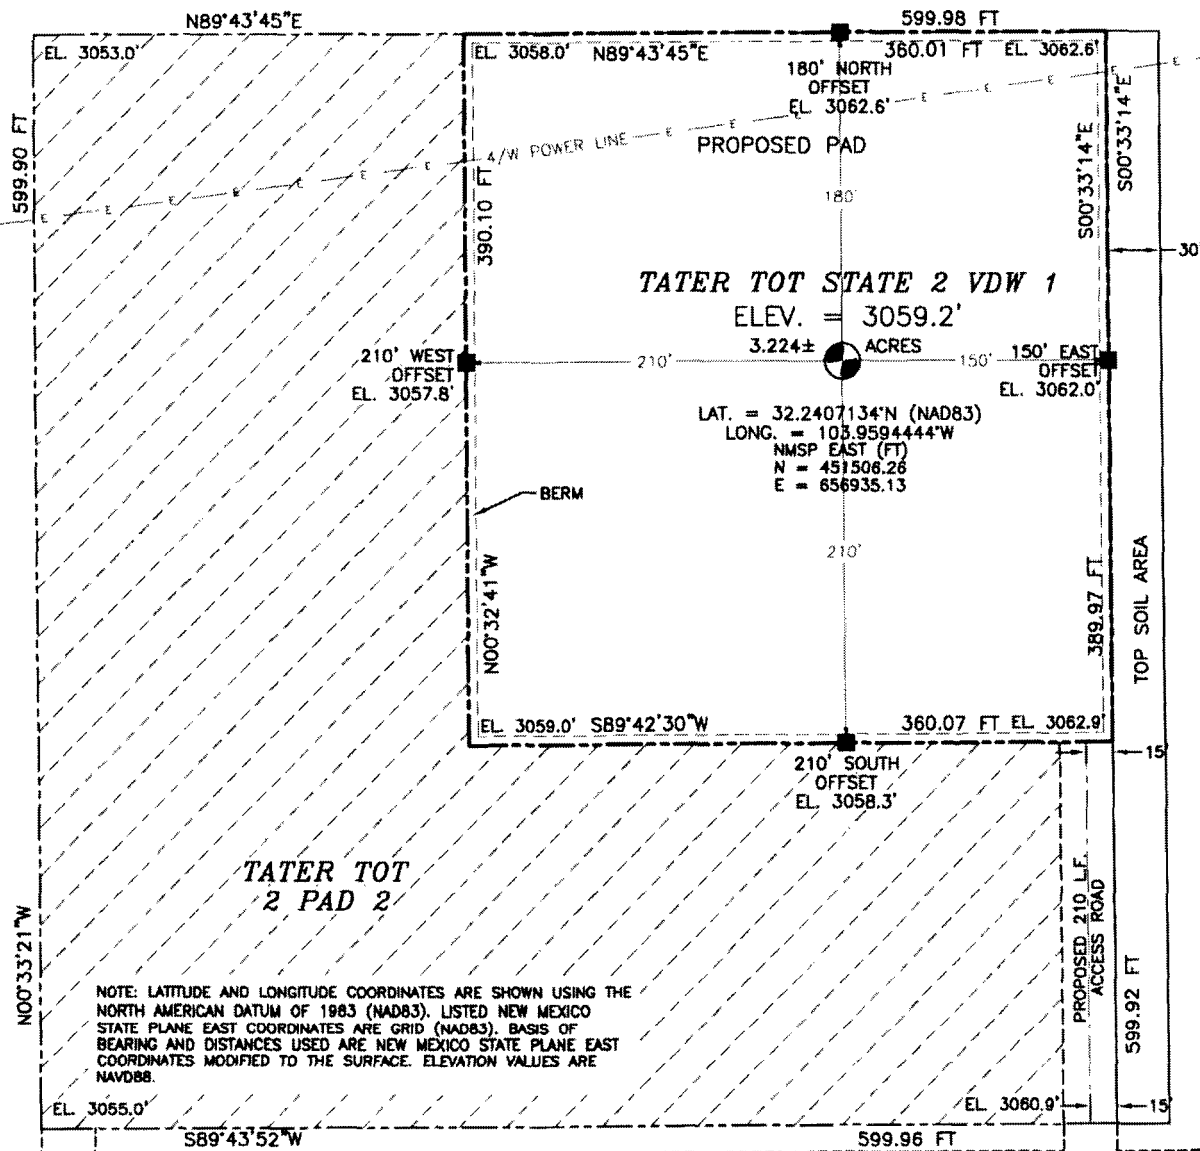 N89°43'45"E
599.98 FT
EL. 3053.0'
EL. 3058.0'
N89°43'45"E
360.01 FT
EL. 3062.6'
180' NORTH
OFFSET
EL. 3062.6'
599.90 FT
E E E E E E E
4/W POWER LINE
E E E E E E E
PROPOSED PAD
390.10 FT
180'
S00°33'14"E
S00°33'14"E
30
TATER TOT STATE 2 VDW 1
ELEV. = 3059.2'
3.224± ACRES
210' WEST
OFFSET
EL. 3057.8'
210'
150'
150' EAST
OFFSET
EL. 3062.0'
LAT. = 32.2407134°N (NAD83)
LONG. = 103.9594444°W
NMSP EAST (FT)
N = 451506.26
E = 656935.13
BERM
210'
N00°32'41"W
389.97 FT
TOP SOIL AREA
EL. 3059.0'
S89°42'30"W
360.07 FT
EL. 3062.9'
210' SOUTH
OFFSET
EL. 3058.3'
15'
TATER TOT
2 PAD 2
N00°33'21"W
PROPOSED 210 L.F.
ACCESS ROAD
599.92 FT
NOTE: LATITUDE AND LONGITUDE COORDINATES ARE SHOWN USING THE
NORTH AMERICAN DATUM OF 1983 (NAD83). LISTED NEW MEXICO
STATE PLANE EAST COORDINATES ARE GRID (NAD83). BASIS OF
BEARING AND DISTANCES USED ARE NEW MEXICO STATE PLANE EAST
COORDINATES MODIFIED TO THE SURFACE. ELEVATION VALUES ARE
NAVD88.
EL. 3055.0'
EL. 3060.9'
15'
S89°43'52"W
599.96 FT